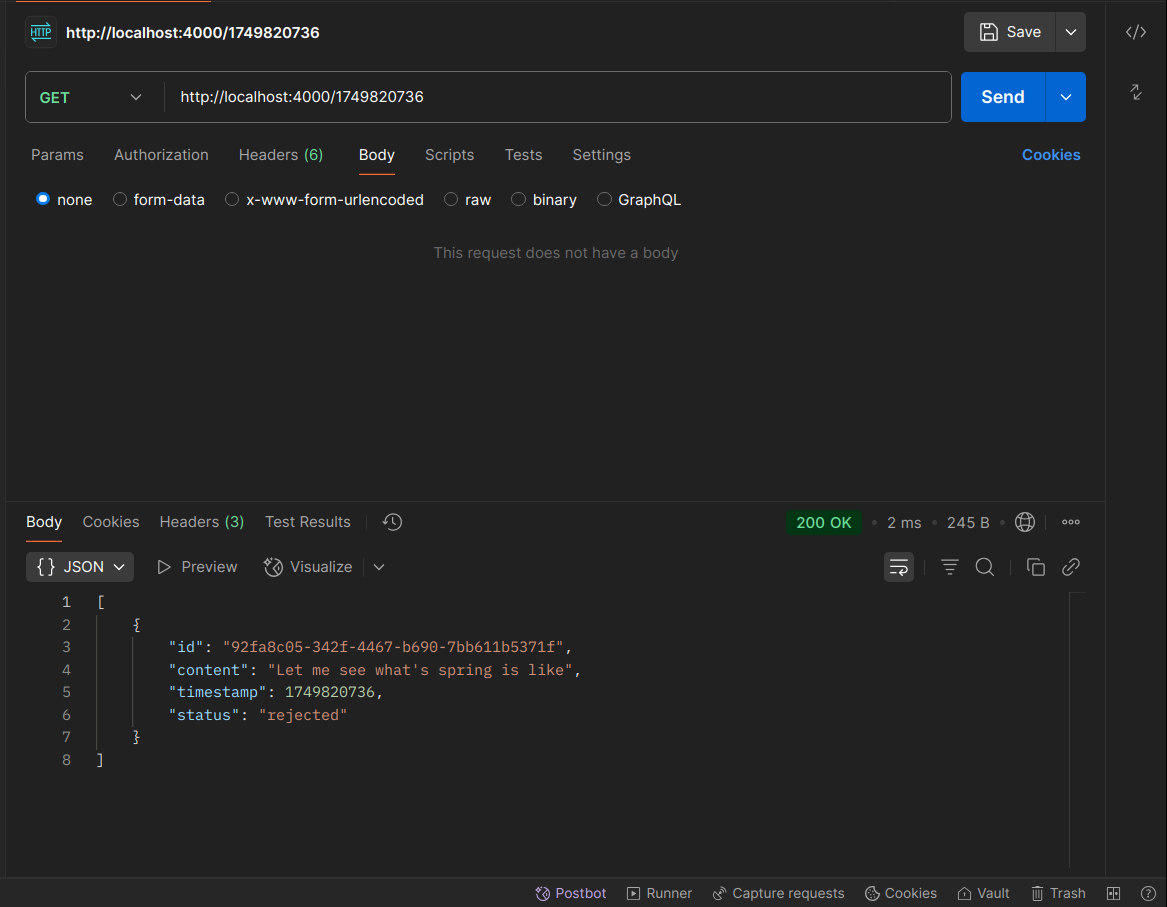 HTTP http://localhost:4000/1749820736 Save </>
GET http://localhost:4000/1749820736 Send
Params Authorization Headers (6) Body Scripts Tests Settings Cookies
none form-data x-www-form-urlencoded raw binary GraphQL
This request does not have a body
Body Cookies Headers (3) Test Results 200 OK • 2 ms • 245 B •
{} JSON Preview Visualize
1 [
2 {
3 "id": "92fa8c05-342f-4467-b690-7bb611b5371f",
4 "content": "Let me see what's spring is like",
5 "timestamp": 1749820736,
6 "status": "rejected"
7 }
8 ]
Postbot Runner Capture requests Cookies Vault Trash